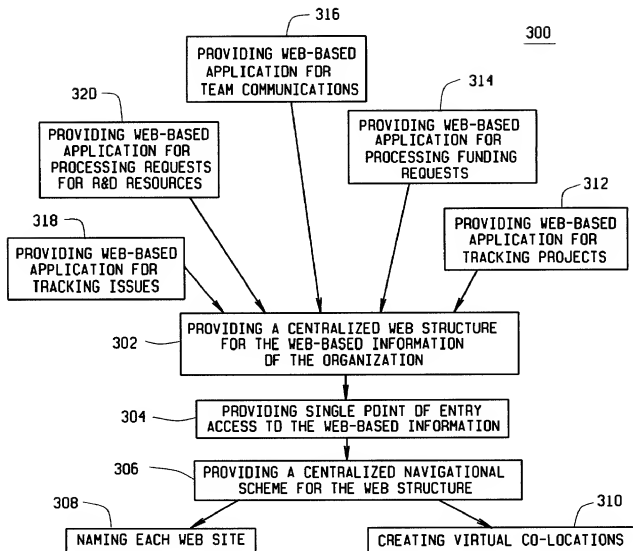 316
300
PROVIDING WEB-BASED
APPLICATION FOR
TEAM COMMUNICATIONS
320
314
PROVIDING WEB-BASED
APPLICATION FOR
PROCESSING REQUESTS
FOR R&D RESOURCES
PROVIDING WEB-BASED
APPLICATION FOR
PROCESSING FUNDING
REQUESTS
312
318
PROVIDING WEB-BASED
APPLICATION FOR
TRACKING PROJECTS
PROVIDING WEB-BASED
APPLICATION FOR
TRACKING ISSUES
302
PROVIDING A CENTRALIZED WEB STRUCTURE
FOR THE WEB-BASED INFORMATION
OF THE ORGANIZATION
304
PROVIDING SINGLE POINT OF ENTRY
ACCESS TO THE WEB-BASED INFORMATION
306
PROVIDING A CENTRALIZED NAVIGATIONAL
SCHEME FOR THE WEB STRUCTURE
308
310
NAMING EACH WEB SITE
CREATING VIRTUAL CO-LOCATIONS